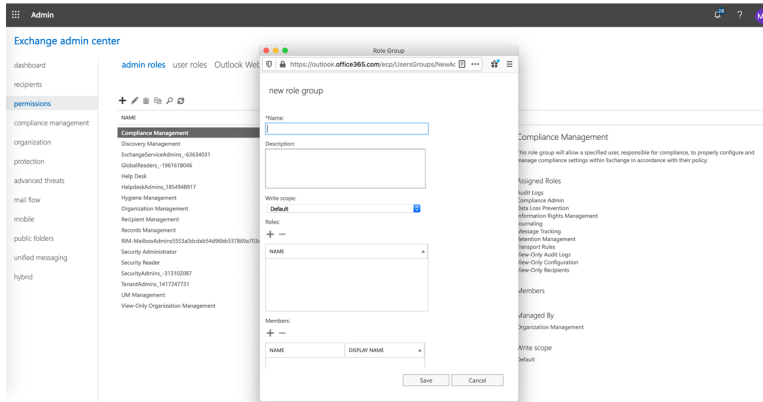 Admin
28
?
M
Exchange admin center
dashboard
recipients
permissions
compliance management
organization
protection
advanced threats
mail flow
mobile
public folders
unified messaging
hybrid
admin roles user roles Outlook Web
NAME
Compliance Management
Discovery Management
ExchangeServiceAdmins_-63634031
GlobalReaders_-1961618046
Help Desk
HelpdeskAdmins_1854948917
Hygiene Management
Organization Management
Recipient Management
Records Management
RIM-MailboxAdmins5553a0dcdab54d96bb337869a703c
Security Administrator
Security Reader
SecurityAdmins_-313102087
TenantAdmins_1417247731
UM Management
View-Only Organization Management
Role Group
https://outlook.office365.com/ecp/UsersGroups/NewAc
new role group
*Name:
Description:
Write scope:
Default
Roles:
NAME
Members:
NAME DISPLAY NAME
Save Cancel
Compliance Management
This role group will allow a specified user, responsible for compliance, to properly configure and
manage compliance settings within Exchange in accordance with their policy.
Assigned Roles
Audit Logs
Compliance Admin
Data Loss Prevention
Information Rights Management
Journaling
Message Tracking
Retention Management
Transport Rules
View-Only Audit Logs
View-Only Configuration
View-Only Recipients
Members
Managed By
Organization Management
Write scope
Default